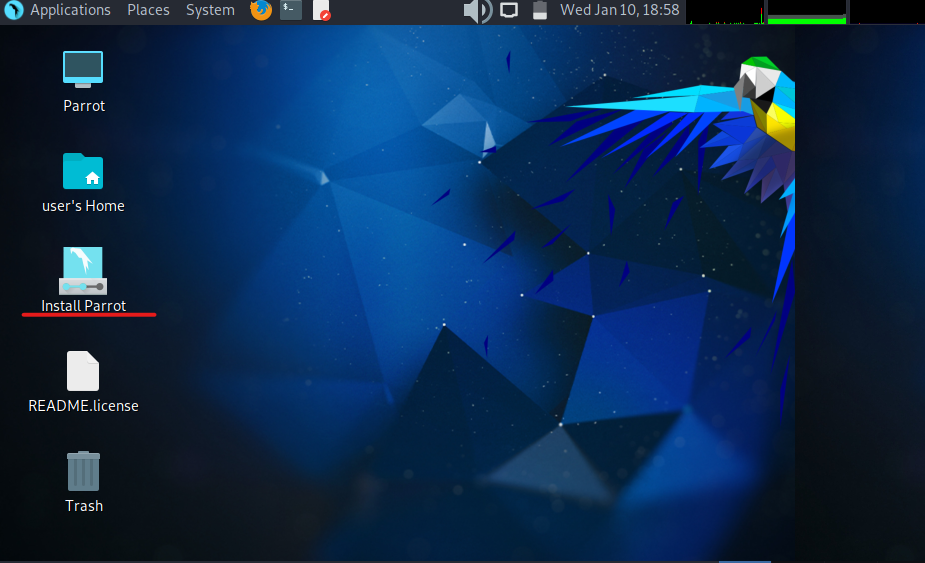 Applications Places System Wed Jan 10, 18:58
Parrot
user's Home
Install Parrot
README.license
Trash